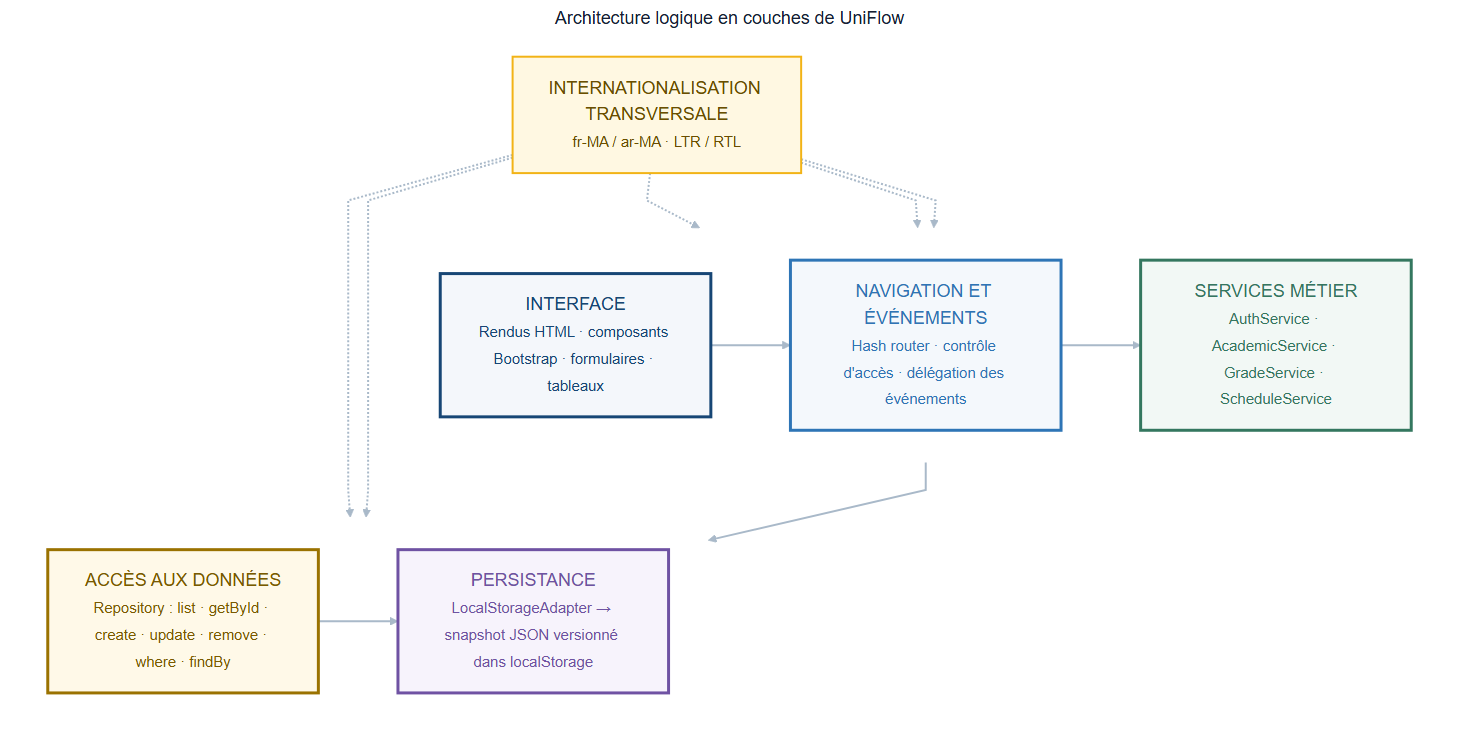 Architecture logique en couches de UniFlow
INTERNATIONALISATION
TRANSVERSALE
fr-MA / ar-MA · LTR / RTL
INTERFACE
Rendus HTML · composants
Bootstrap · formulaires ·
tableaux
NAVIGATION ET
ÉVÉNEMENTS
Hash router · contrôle
d'accès · délégation des
événements
SERVICES MÉTIER
AuthService ·
AcademicService ·
GradeService ·
ScheduleService
ACCÈS AUX DONNÉES
Repository : list · getById ·
create · update · remove ·
where · findBy
PERSISTANCE
LocalStorageAdapter →
snapshot JSON versionné
dans localStorage